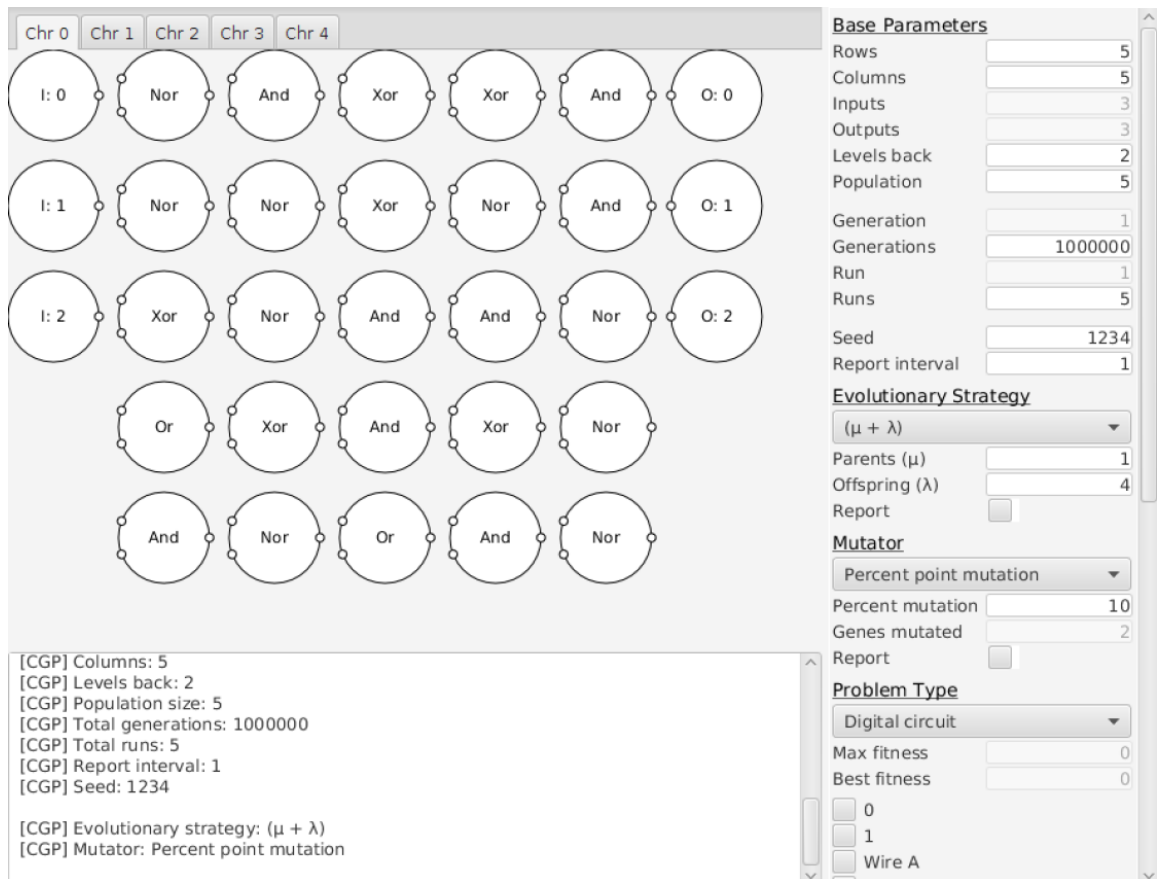 Chr 0 Chr 1 Chr 2 Chr 3 Chr 4
I: 0 Nor And Xor Xor And O: 0
I: 1 Nor Nor Xor Nor And O: 1
I: 2 Xor Nor And And Nor O: 2
Or Xor And Xor Nor
And Nor Or And Nor
[CGP] Columns: 5
[CGP] Levels back: 2
[CGP] Population size: 5
[CGP] Total generations: 1000000
[CGP] Total runs: 5
[CGP] Report interval: 1
[CGP] Seed: 1234
[CGP] Evolutionary strategy: (μ + λ)
[CGP] Mutator: Percent point mutation
Base Parameters
Rows 5
Columns 5
Inputs 3
Outputs 3
Levels back 2
Population 5
Generation 1
Generations 1000000
Run 1
Runs 5
Seed 1234
Report interval 1
Evolutionary Strategy
(μ + λ)
Parents (μ) 1
Offspring (λ) 4
Report
Mutator
Percent point mutation
Percent mutation 10
Genes mutated 2
Report
Problem Type
Digital circuit
Max fitness 0
Best fitness 0
0
1
Wire A